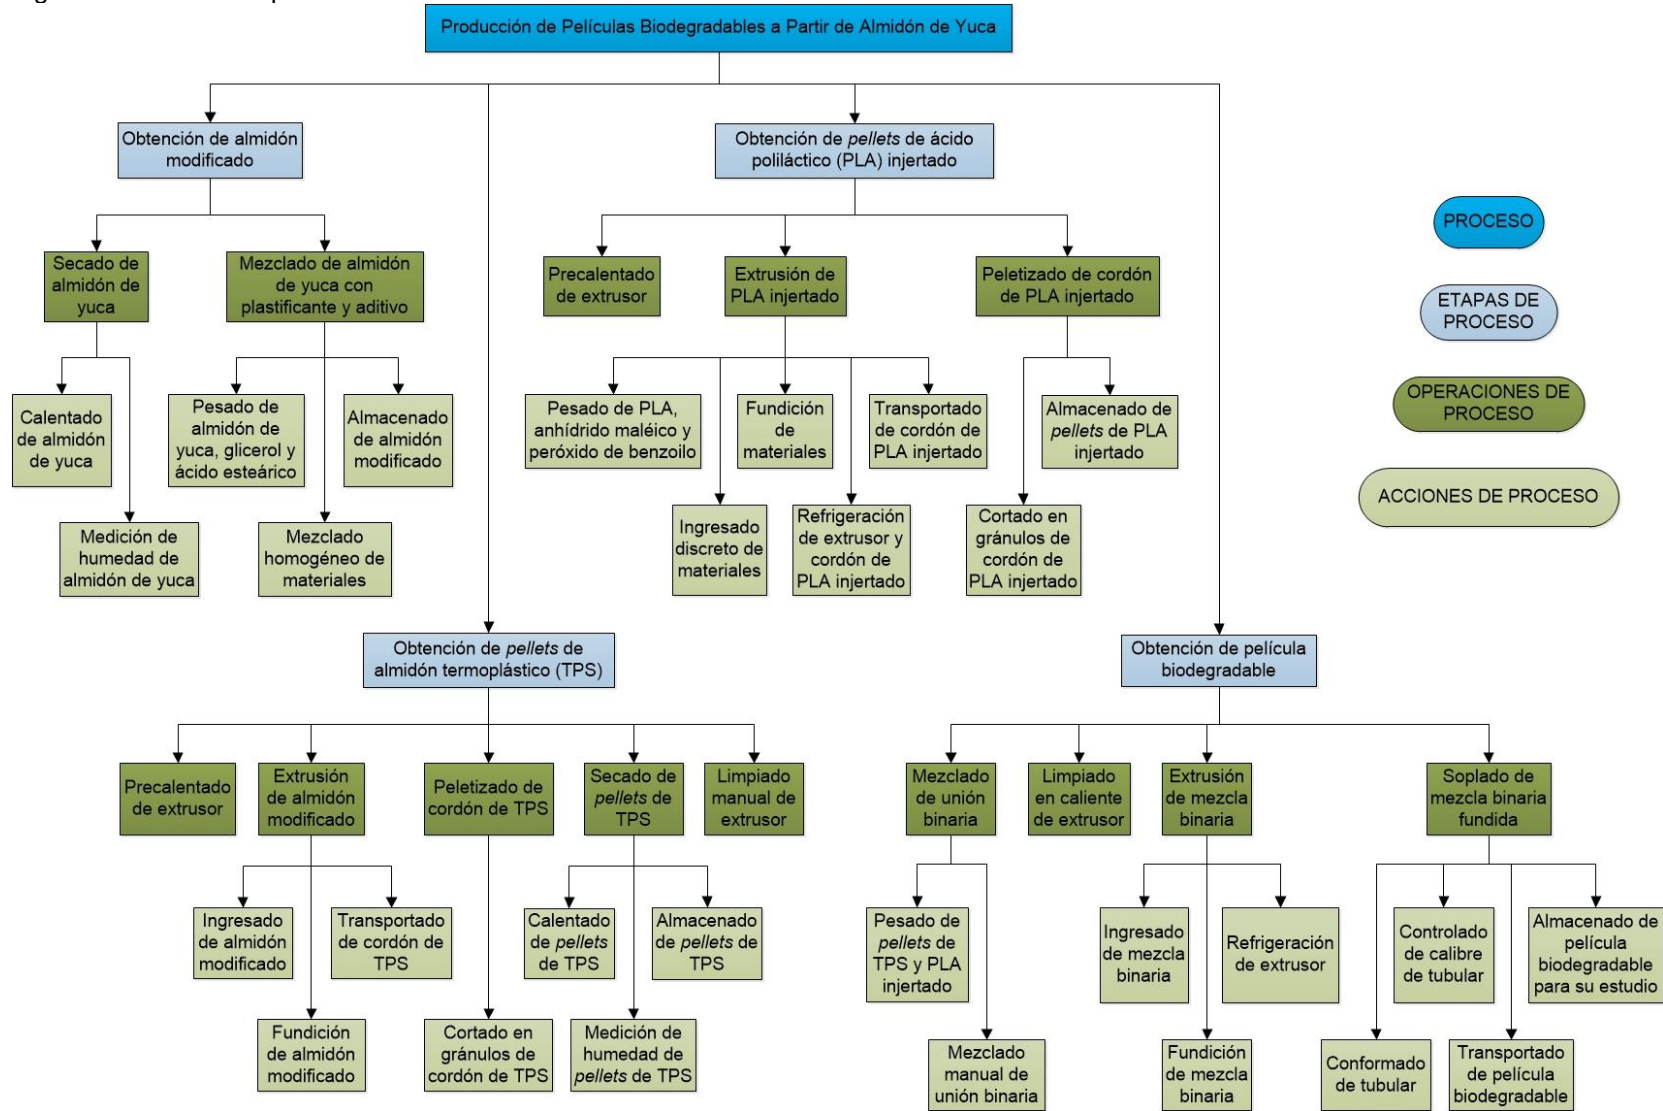 Producción de Películas Biodegradables a Partir de Almidón de Yuca
Obtención de almidón
modificado
Obtención de pellets de ácido
poliláctico (PLA) injertado
PROCESO
ETAPAS DE
PROCESO
OPERACIONES DE
PROCESO
ACCIONES DE PROCESO
Secado de
almidón de
yuca
Mezclado de almidón
de yuca con
plastificante y aditivo
Precalentado
de extrusor
Extrusión de
PLA injertado
Peletizado de cordón
de PLA injertado
Calentado
de almidón
de yuca
Pesado de
almidón de
yuca, glicerol y
ácido esteárico
Almacenado
de almidón
modificado
Pesado de PLA,
anhídrido maléico y
peróxido de benzoilo
Fundición
de
materiales
Transportado
de cordón de
PLA injertado
Almacenado de
pellets de PLA
injertado
Medición de
humedad de
almidón de yuca
Mezclado
homogéneo de
materiales
Ingresado
discreto de
materiales
Refrigeración
de extrusor y
cordón de
PLA injertado
Cortado en
gránulos de
cordón de
PLA injertado
Obtención de pellets de
almidón termoplástico (TPS)
Obtención de película
biodegradable
Precalentado
de extrusor
Extrusión
de almidón
modificado
Peletizado de
cordón de TPS
Secado de
pellets de
TPS
Limpiado
manual de
extrusor
Mezclado
de unión
binaria
Limpiado
en caliente
de extrusor
Extrusión
de mezcla
binaria
Soplado de
mezcla binaria
fundida
Ingresado
de almidón
modificado
Transportado
de cordón de
TPS
Calentado
de pellets
de TPS
Almacenado
de pellets de
TPS
Pesado de
pellets de
TPS y PLA
injertado
Ingresado
de mezcla
binaria
Refrigeración
de extrusor
Controlado
de calibre
de tubular
Almacenado de
película
biodegradable
para su estudio
Fundición
de almidón
modificado
Cortado en
gránulos de
cordón de TPS
Medición de
humedad de
pellets de TPS
Mezclado
manual de
unión binaria
Fundición
de mezcla
binaria
Conformado
de tubular
Transportado
de película
biodegradable